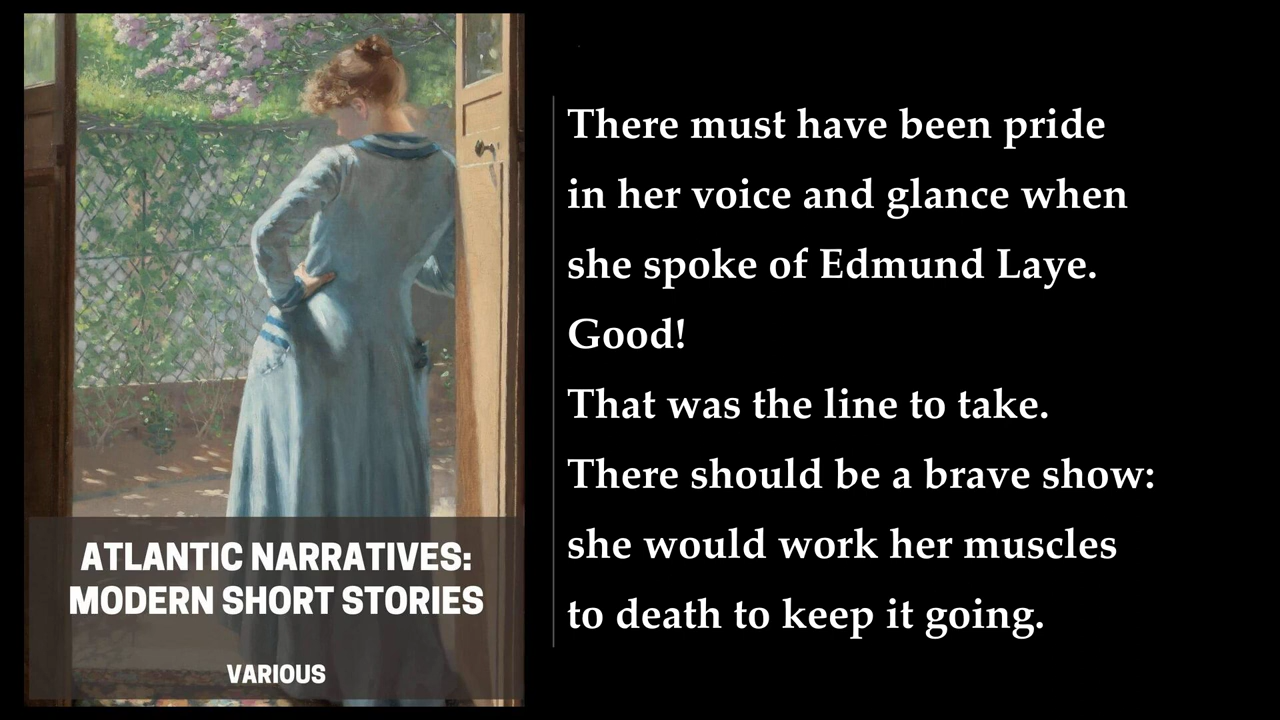 ATLANTIC NARRATIVES:
MODERN SHORT STORIES
VARIOUS
There must have been pride
in her voice and glance when
she spoke of Edmund Laye.
Good!
That was the line to take.
There should be a brave show:
she would work her muscles
to death to keep it going.